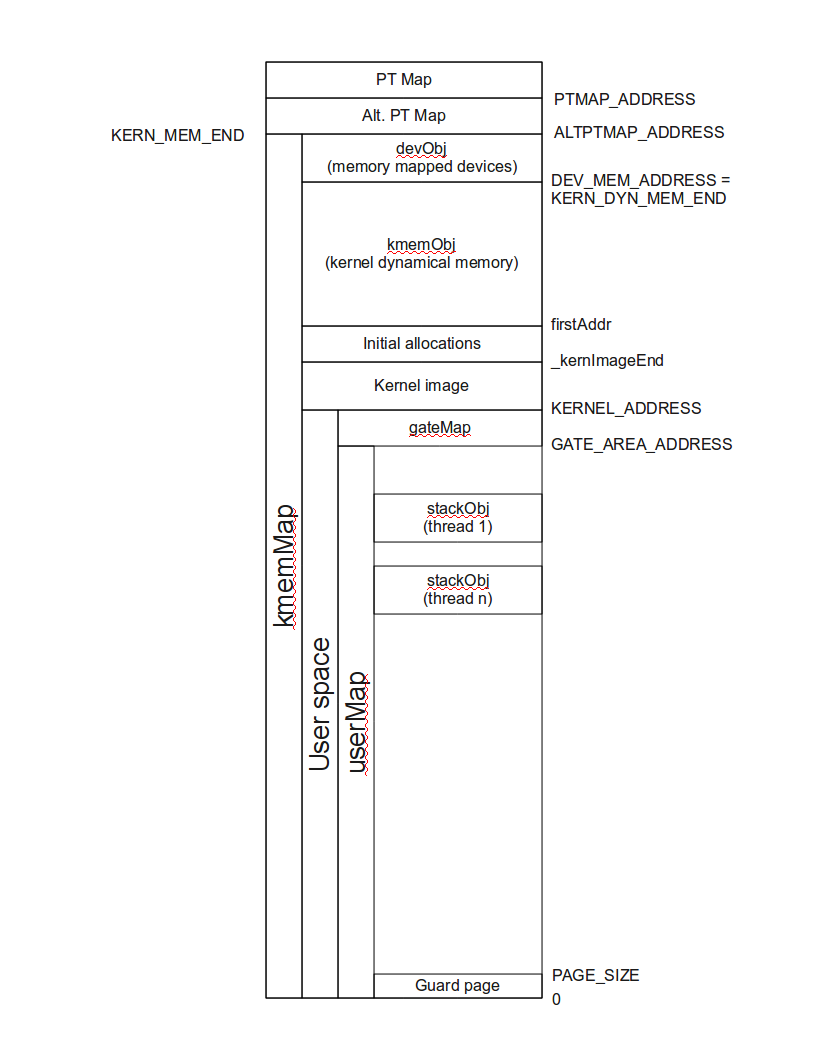 PT Map
PTMAP_ADDRESS
Alt. PT Map
KERN_MEM_END
ALTPTMAP_ADDRESS
devObj
(memory mapped devices)
DEV_MEM_ADDRESS =
KERN_DYN_MEM_END
kmemObj
(kernel dynamical memory)
firstAddr
Initial allocations
_kernImageEnd
Kernel image
KERNEL_ADDRESS
gateMap
GATE_AREA_ADDRESS
stackObj
(thread 1)
kmemMap
stackObj
(thread n)
User space
userMap
PAGE_SIZE
Guard page
0